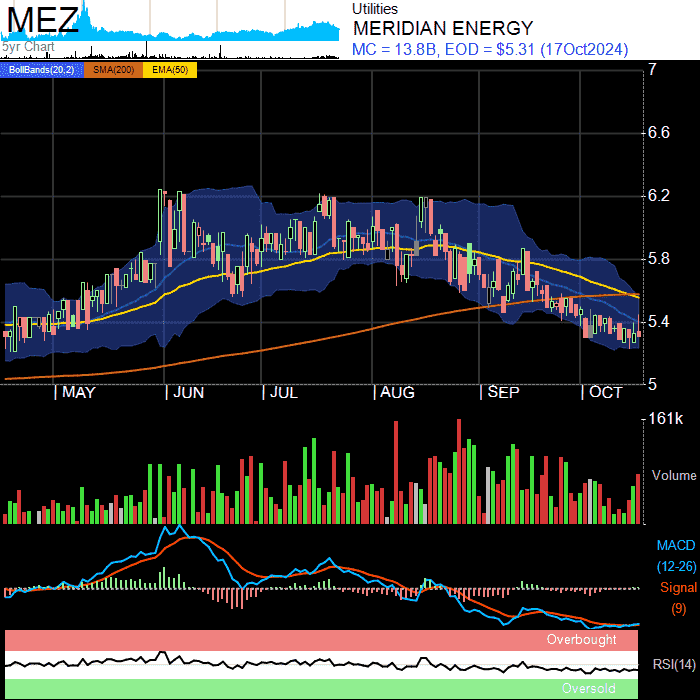 MEZ
5yr Chart
Utilities
MERIDIAN ENERGY
MC = 13.8B, EOD = $5.31 (17Oct2024)
BollBands(20,2) SMA(200) EMA(50)
7
6.6
6.2
5.8
5.4
5
MAY JUN JUL AUG SEP OCT
161k
Volume
MACD
(12-26)
Signal
(9)
Overbought
RSI(14)
Oversold